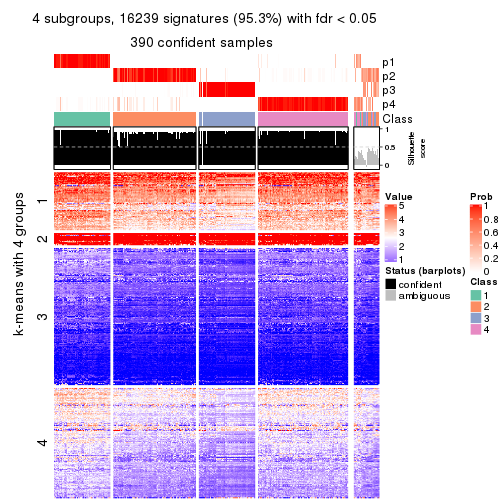 4 subgroups, 16239 signatures (95.3%) with fdr < 0.05
390 confident samples
p1
p2
p3
p4
Class
1
0.5
0
Silhouette
score
k-means with 4 groups
1
2
3
4
Value
5
4
3
2
1
Status (barplots)
confident
ambiguous
Prob
1
0.8
0.6
0.4
0.2
0
Class
1
2
3
4